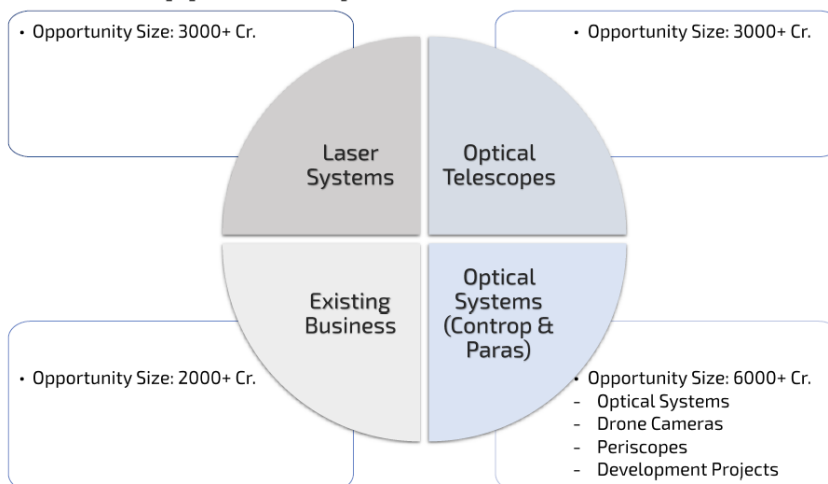 • Opportunity Size: 3000+ Cr.
• Opportunity Size: 3000+ Cr.
Laser
Systems
Optical
Telescopes
Existing
Business
Optical
Systems
(Controp &
Paras)
• Opportunity Size: 2000+ Cr.
• Opportunity Size: 6000+ Cr.
- Optical Systems
- Drone Cameras
- Periscopes
- Development Projects